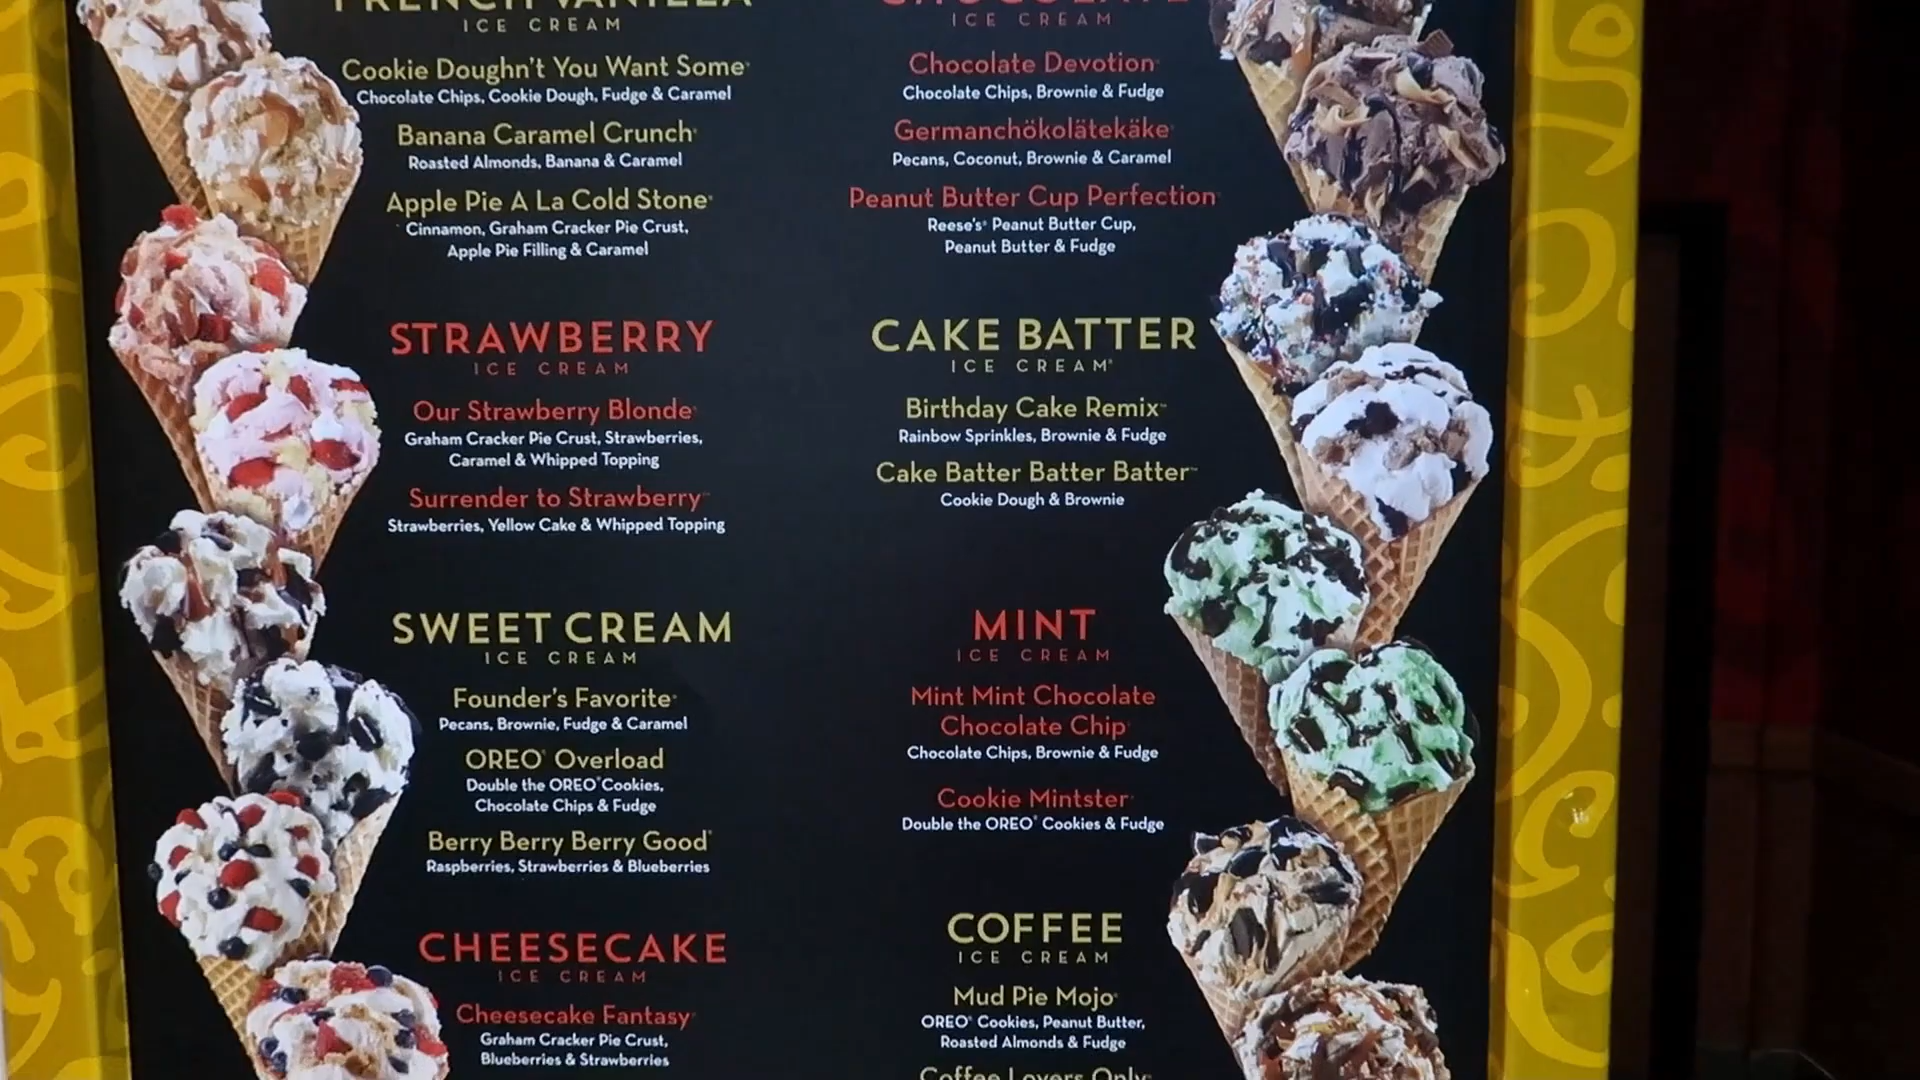 FRENCH VANILLA
ICE CREAM
Cookie Doughn't You Want Some®
Chocolate Chips, Cookie Dough, Fudge & Caramel
Banana Caramel Crunch®
Roasted Almonds, Banana & Caramel
Apple Pie A La Cold Stone®
Cinnamon, Graham Cracker Pie Crust,
Apple Pie Filling & Caramel
STRAWBERRY
ICE CREAM
Our Strawberry Blonde®
Graham Cracker Pie Crust, Strawberries,
Caramel & Whipped Topping
Surrender to Strawberry™
Strawberries, Yellow Cake & Whipped Topping
SWEET CREAM
ICE CREAM
Founder's Favorite®
Pecans, Brownie, Fudge & Caramel
OREO® Overload
Double the OREO® Cookies,
Chocolate Chips & Fudge
Berry Berry Berry Good®
Raspberries, Strawberries & Blueberries
CHEESECAKE
ICE CREAM
Cheesecake Fantasy®
Graham Cracker Pie Crust,
Blueberries & Strawberries
CHOCOLATE
ICE CREAM
Chocolate Devotion®
Chocolate Chips, Brownie & Fudge
Germanchökolätekäke®
Pecans, Coconut, Brownie & Caramel
Peanut Butter Cup Perfection®
Reese's® Peanut Butter Cup,
Peanut Butter & Fudge
CAKE BATTER
ICE CREAM®
Birthday Cake Remix™
Rainbow Sprinkles, Brownie & Fudge
Cake Batter Batter Batter™
Cookie Dough & Brownie
MINT
ICE CREAM
Mint Mint Chocolate
Chocolate Chip®
Chocolate Chips, Brownie & Fudge
Cookie Mintster®
Double the OREO® Cookies & Fudge
COFFEE
ICE CREAM
Mud Pie Mojo®
OREO® Cookies, Peanut Butter,
Roasted Almonds & Fudge
Coffee Lovers Only®